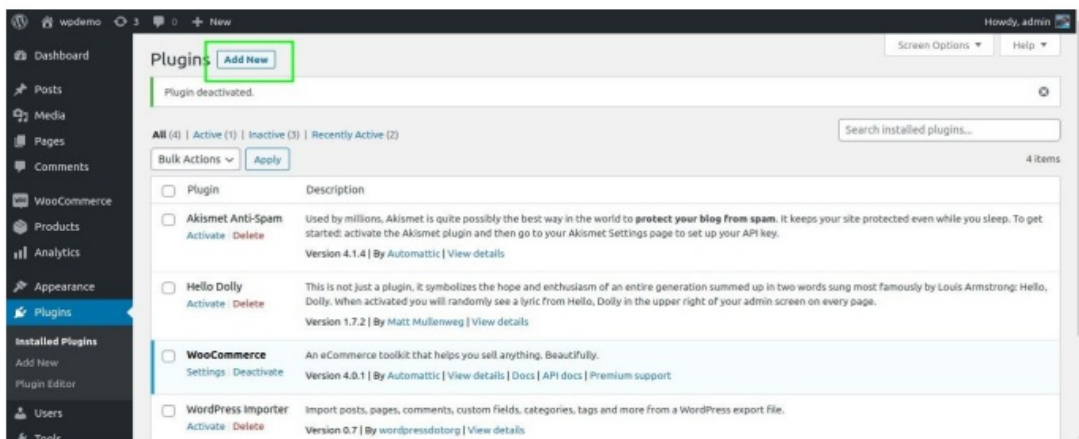 wpdemo 3 0 + New Howdy, admin
Screen Options ▼ Help ▼
Dashboard
Posts
Media
Pages
Comments
WooCommerce
Products
Analytics
Appearance
Plugins
Installed Plugins
Add New
Plugin Editor
Users
Tools
Plugins Add New
Plugin deactivated.
All (4) | Active (1) | Inactive (3) | Recently Active (2)
Search installed plugins...
Bulk Actions Apply
4 items
Plugin Description
Akismet Anti-Spam
Activate | Delete
Used by millions, Akismet is quite possibly the best way in the world to protect your blog from spam. It keeps your site protected even while you sleep. To get
started: activate the Akismet plugin and then go to your Akismet Settings page to set up your API key.
Version 4.1.4 | By Automattic | View details
Hello Dolly
Activate | Delete
This is not just a plugin, it symbolizes the hope and enthusiasm of an entire generation summed up in two words sung most famously by Louis Armstrong: Hello,
Dolly. When activated you will randomly see a lyric from Hello, Dolly in the upper right of your admin screen on every page.
Version 1.7.2 | By Matt Mullenweg | View details
WooCommerce
Settings | Deactivate
An eCommerce toolkit that helps you sell anything. Beautifully.
Version 4.0.1 | By Automattic | View details | Docs | API docs | Premium support
WordPress Importer
Activate | Delete
Import posts, pages, comments, custom fields, categories, tags and more from a WordPress export file.
Version 0.7 | By wordpressdotorg | View details